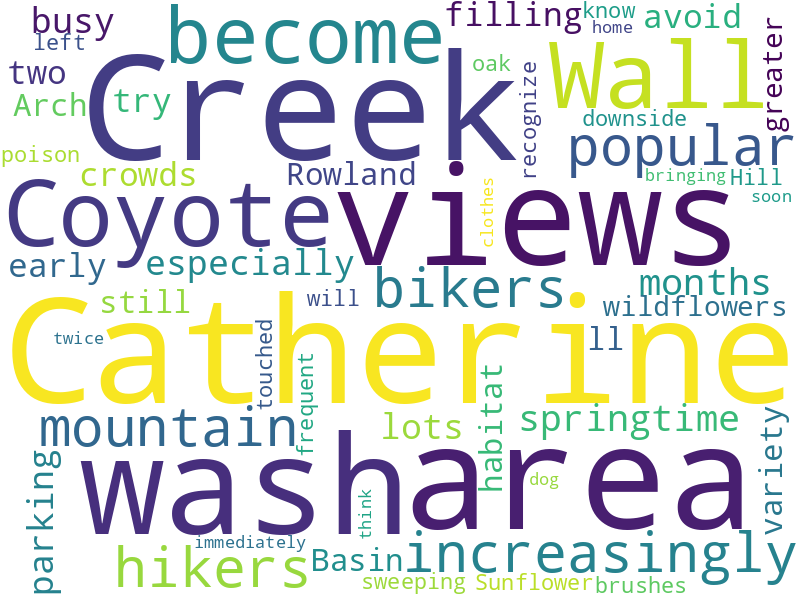 busy
become
filling
know
avoid
left
home
greater
two
Creek
oak
Wall
Arch
try
recognize
downside
poison
popular
crowds
Rowland
bringing
Hill
Coyote
views
clothes
soon
early
especially
bikers
months
still
will
wildflowers
twice
Catherine
ll
touched
frequent
habitat
mountain
lots
springtime
variety
parking
wash
area
dog
think
immediately
hikers
Basin
increasingly
sweeping
Sunflower
brushes